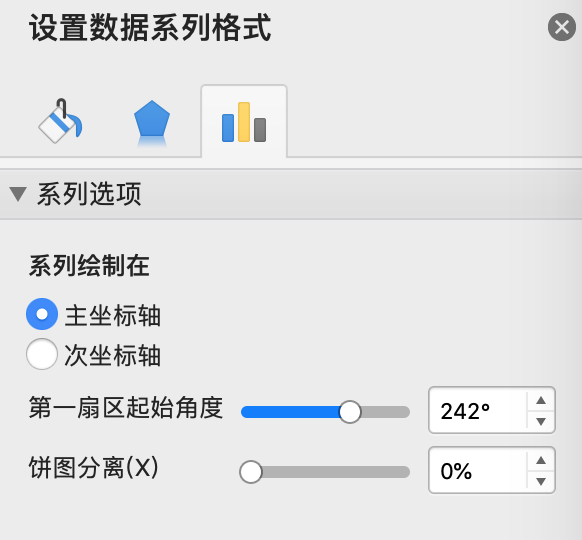 设置数据系列格式
系列选项
系列绘制在
主坐标轴
次坐标轴
第一扇区起始角度 242°
饼图分离(X) 0%